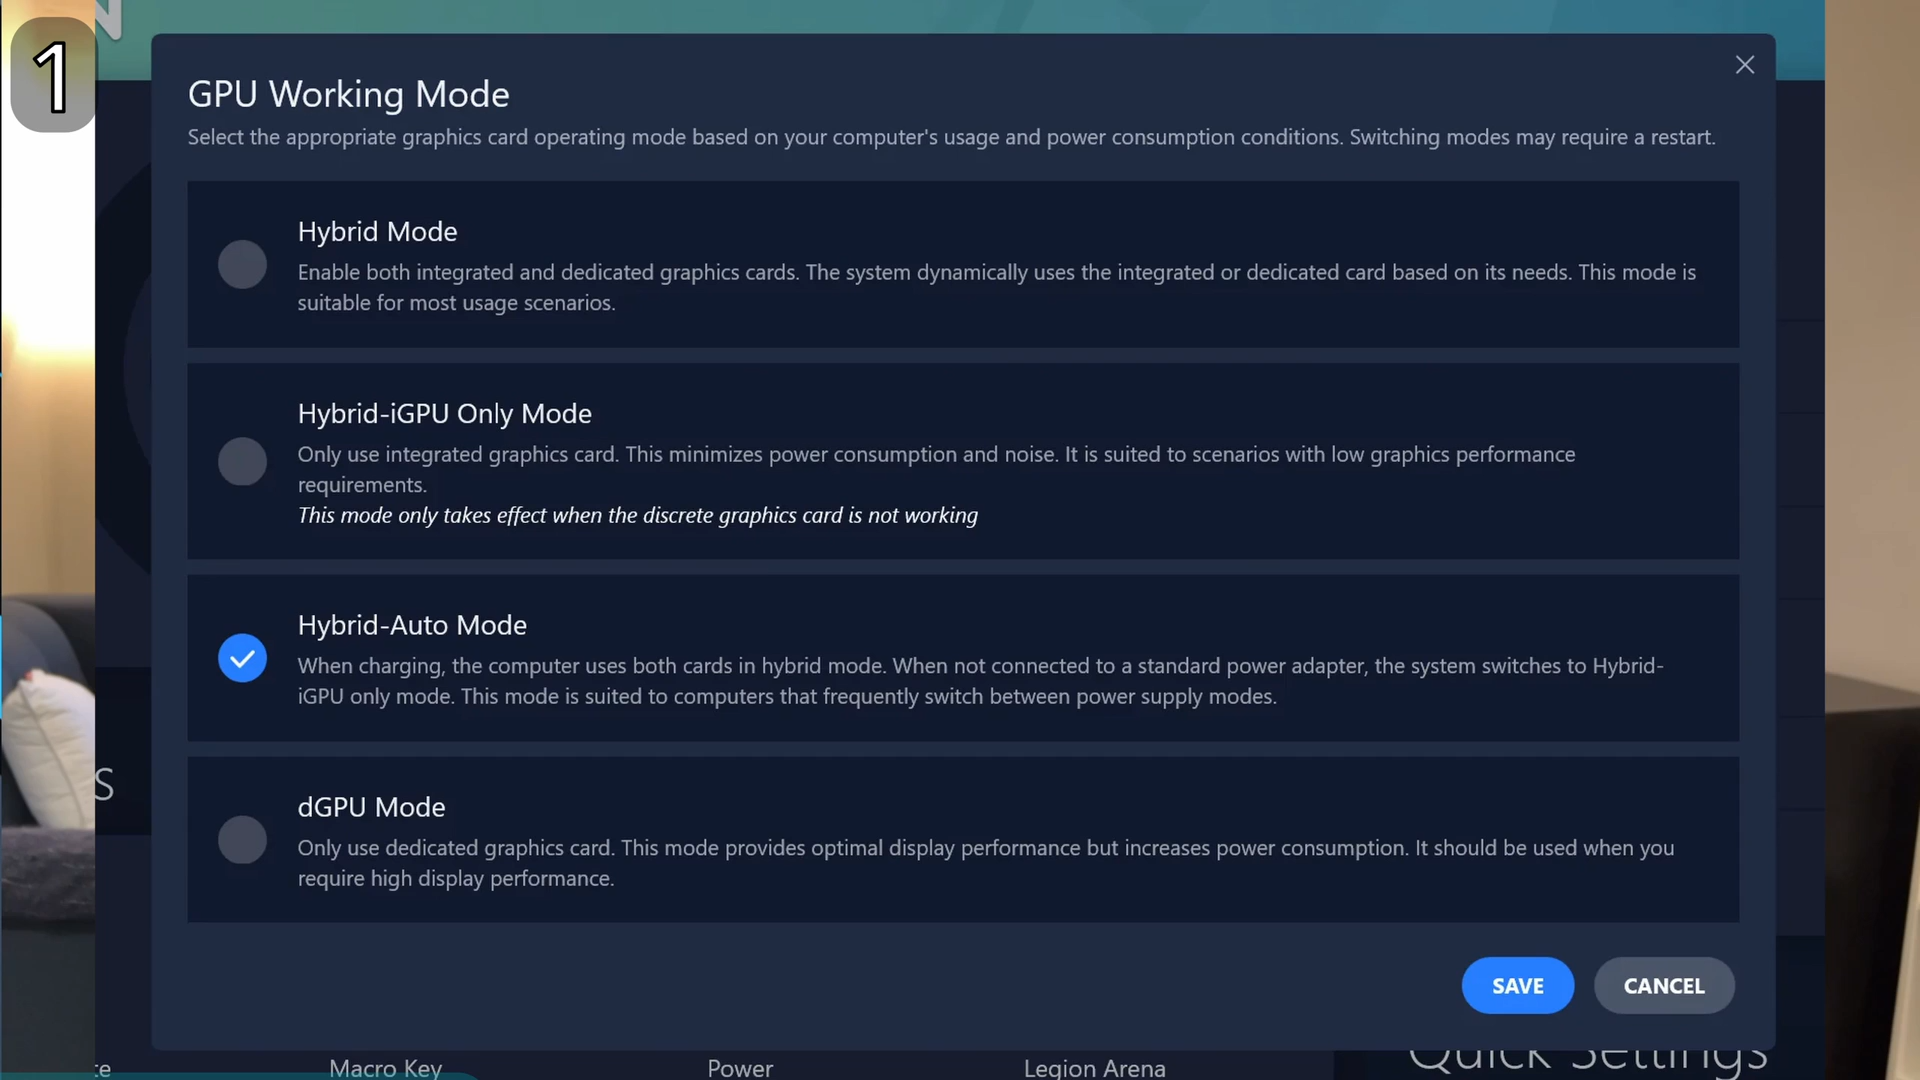 1
N
GPU Working Mode
Select the appropriate graphics card operating mode based on your computer's usage and power consumption conditions. Switching modes may require a restart.
Hybrid Mode
Enable both integrated and dedicated graphics cards. The system dynamically uses the integrated or dedicated card based on its needs. This mode is
suitable for most usage scenarios.
Hybrid-iGPU Only Mode
Only use integrated graphics card. This minimizes power consumption and noise. It is suited to scenarios with low graphics performance
requirements.
This mode only takes effect when the discrete graphics card is not working
Hybrid-Auto Mode
When charging, the computer uses both cards in hybrid mode. When not connected to a standard power adapter, the system switches to Hybrid-
iGPU only mode. This mode is suited to computers that frequently switch between power supply modes.
s
dGPU Mode
Only use dedicated graphics card. This mode provides optimal display performance but increases power consumption. It should be used when you
require high display performance.
SAVE CANCEL
te Macro Key Power Legion Arena Quick Settings